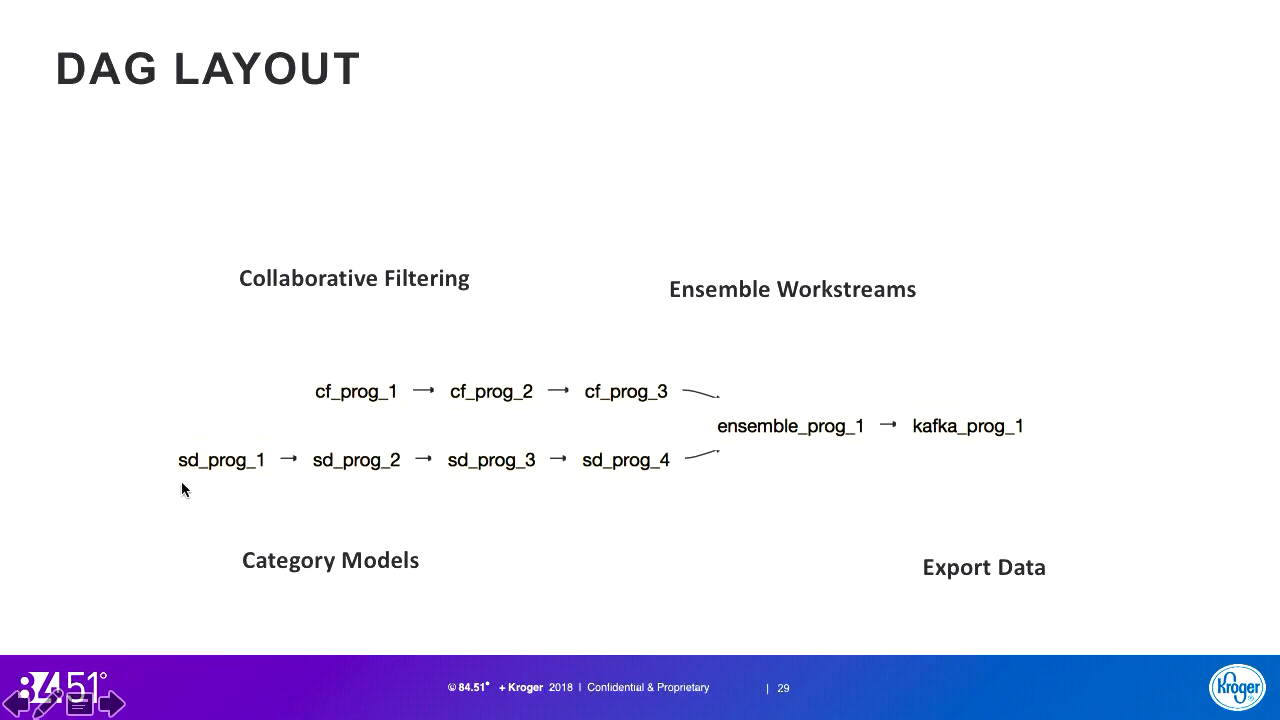 DAG LAYOUT
Collaborative Filtering
Ensemble Workstreams
cf_prog_1 → cf_prog_2 → cf_prog_3
ensemble_prog_1 → kafka_prog_1
sd_prog_1 → sd_prog_2 → sd_prog_3 → sd_prog_4
Category Models
Export Data
84.51°
© 84.51° + Kroger 2018 | Confidential & Proprietary | 29
Kroger